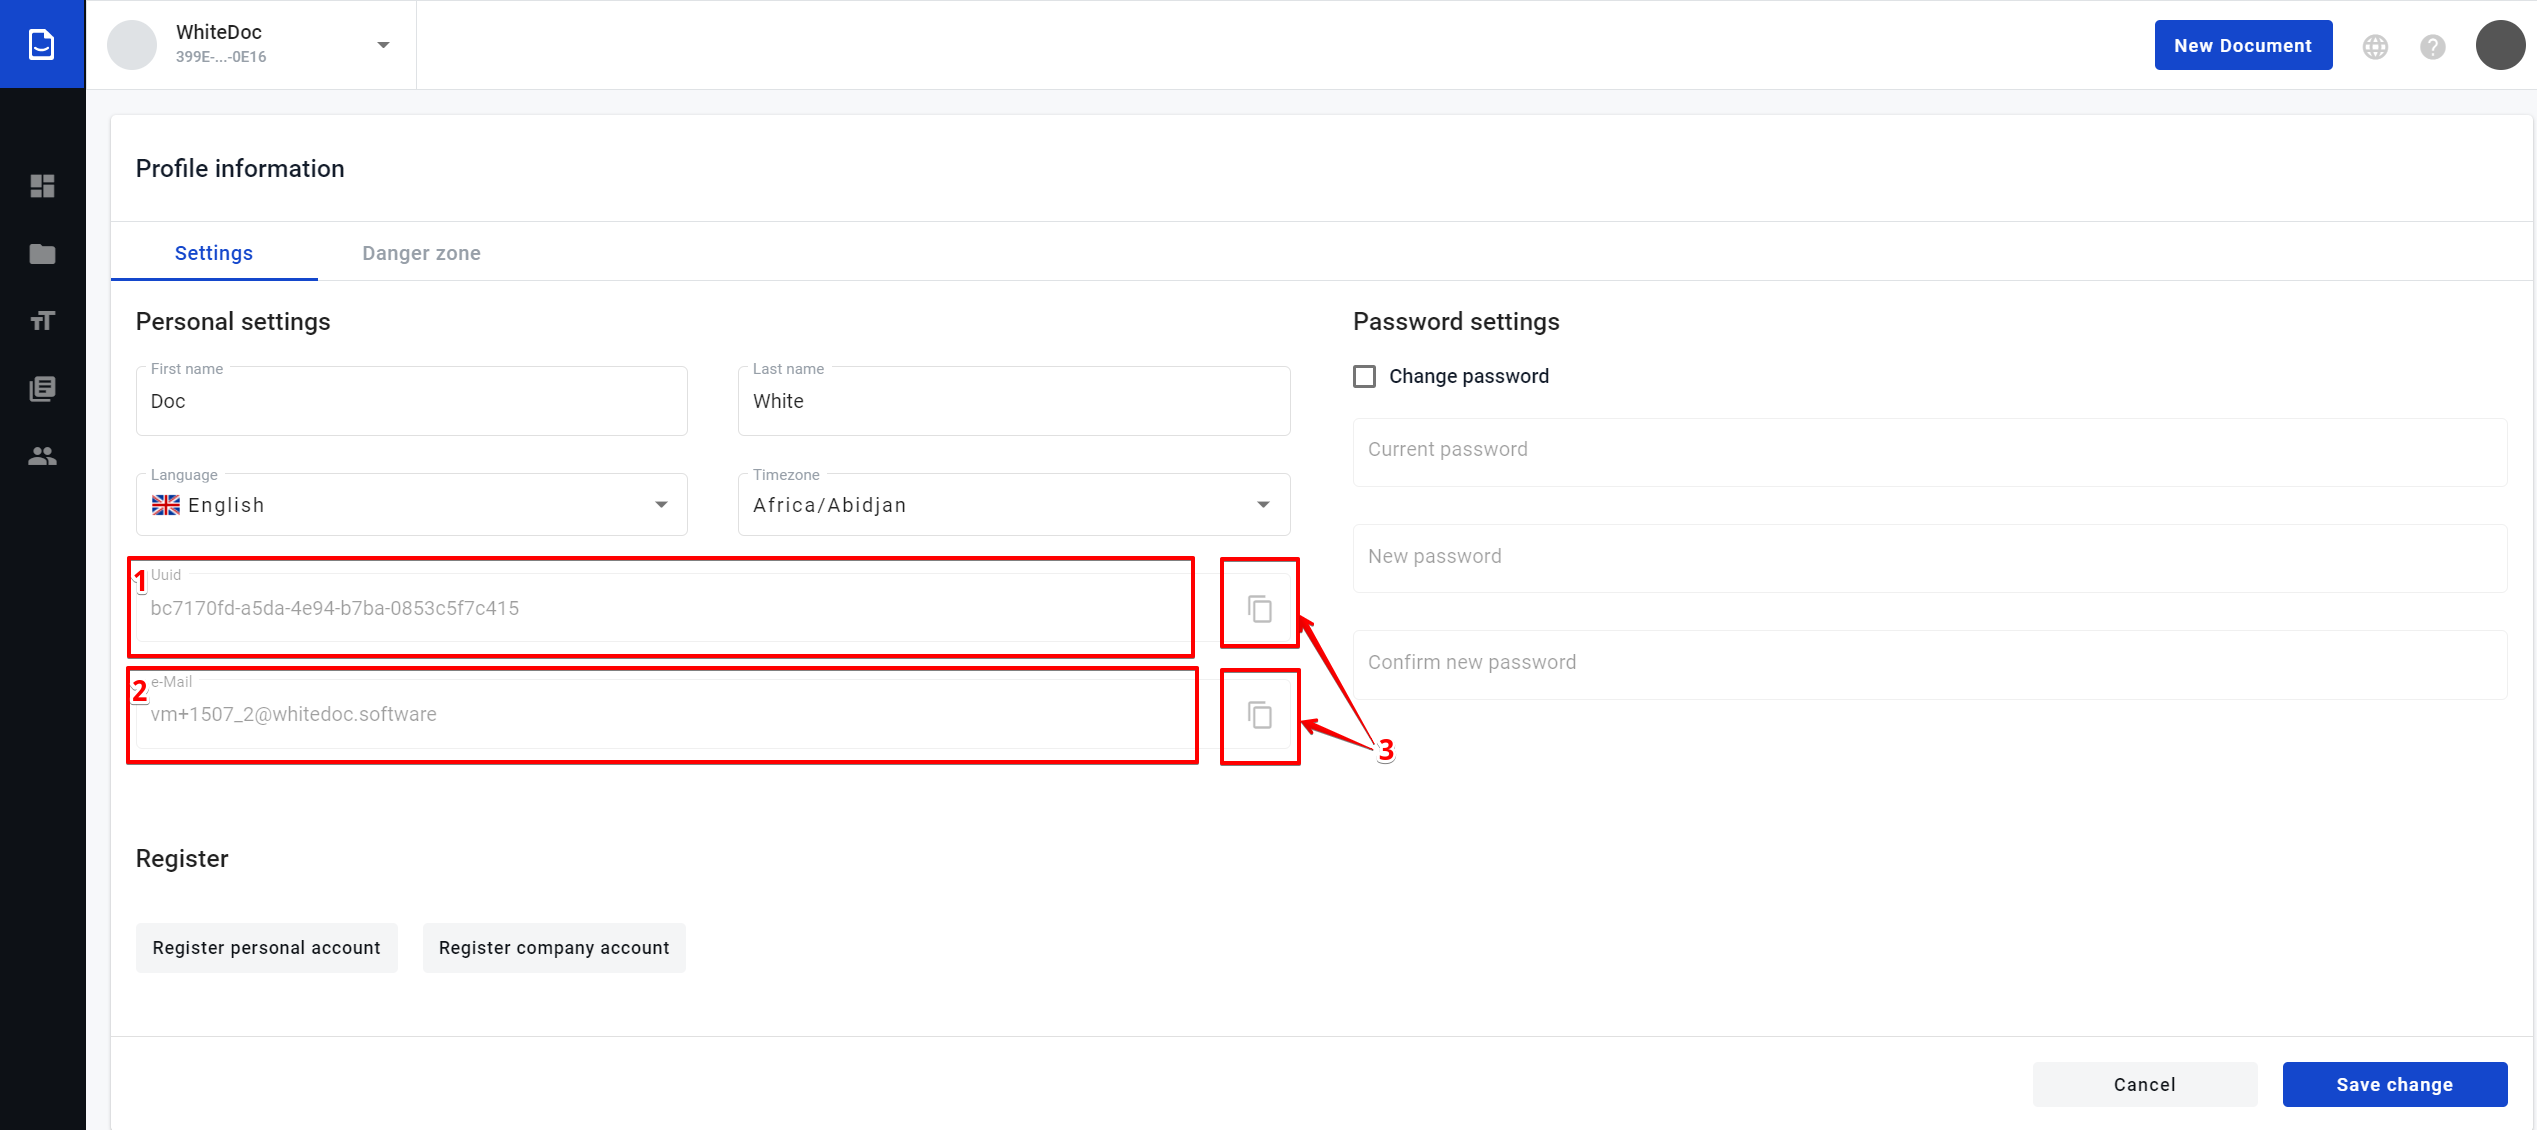 WhiteDoc
399E-...-0E16
New Document
Profile information
Settings
Danger zone
Personal settings
Password settings
First name
Doc
Last name
White
Change password
Current password
Language
English
Timezone
Africa/Abidjan
New password
1
Uuid
bc7170fd-a5da-4e94-b7ba-0853c5f7c415
Confirm new password
2
e-Mail
vm+1507_2@whitedoc.software
3
Register
Register personal account
Register company account
Cancel
Save change